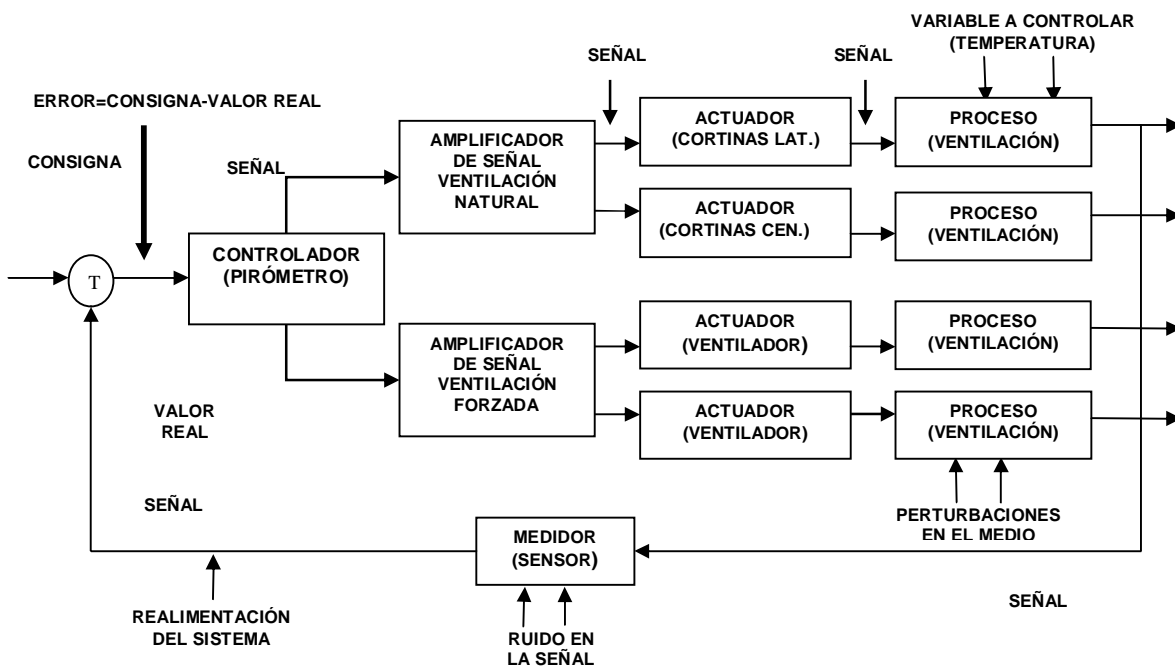 VARIABLE A CONTROLAR
(TEMPERATURA)
SEÑAL
SEÑAL
ERROR=CONSIGNA-VALOR REAL
CONSIGNA
SEÑAL
AMPLIFICADOR
DE SEÑAL
VENTILACIÓN
NATURAL
ACTUADOR
(CORTINAS LAT.)
PROCESO
(VENTILACIÓN)
ACTUADOR
(CORTINAS CEN.)
PROCESO
(VENTILACIÓN)
T
CONTROLADOR
(PIRÓMETRO)
AMPLIFICADOR
DE SEÑAL
VENTILACIÓN
FORZADA
ACTUADOR
(VENTILADOR)
PROCESO
(VENTILACIÓN)
ACTUADOR
(VENTILADOR)
PROCESO
(VENTILACIÓN)
VALOR
REAL
SEÑAL
MEDIDOR
(SENSOR)
PERTURBACIONES
EN EL MEDIO
REALIMENTACIÓN
DEL SISTEMA
RUIDO EN
LA SEÑAL
SEÑAL